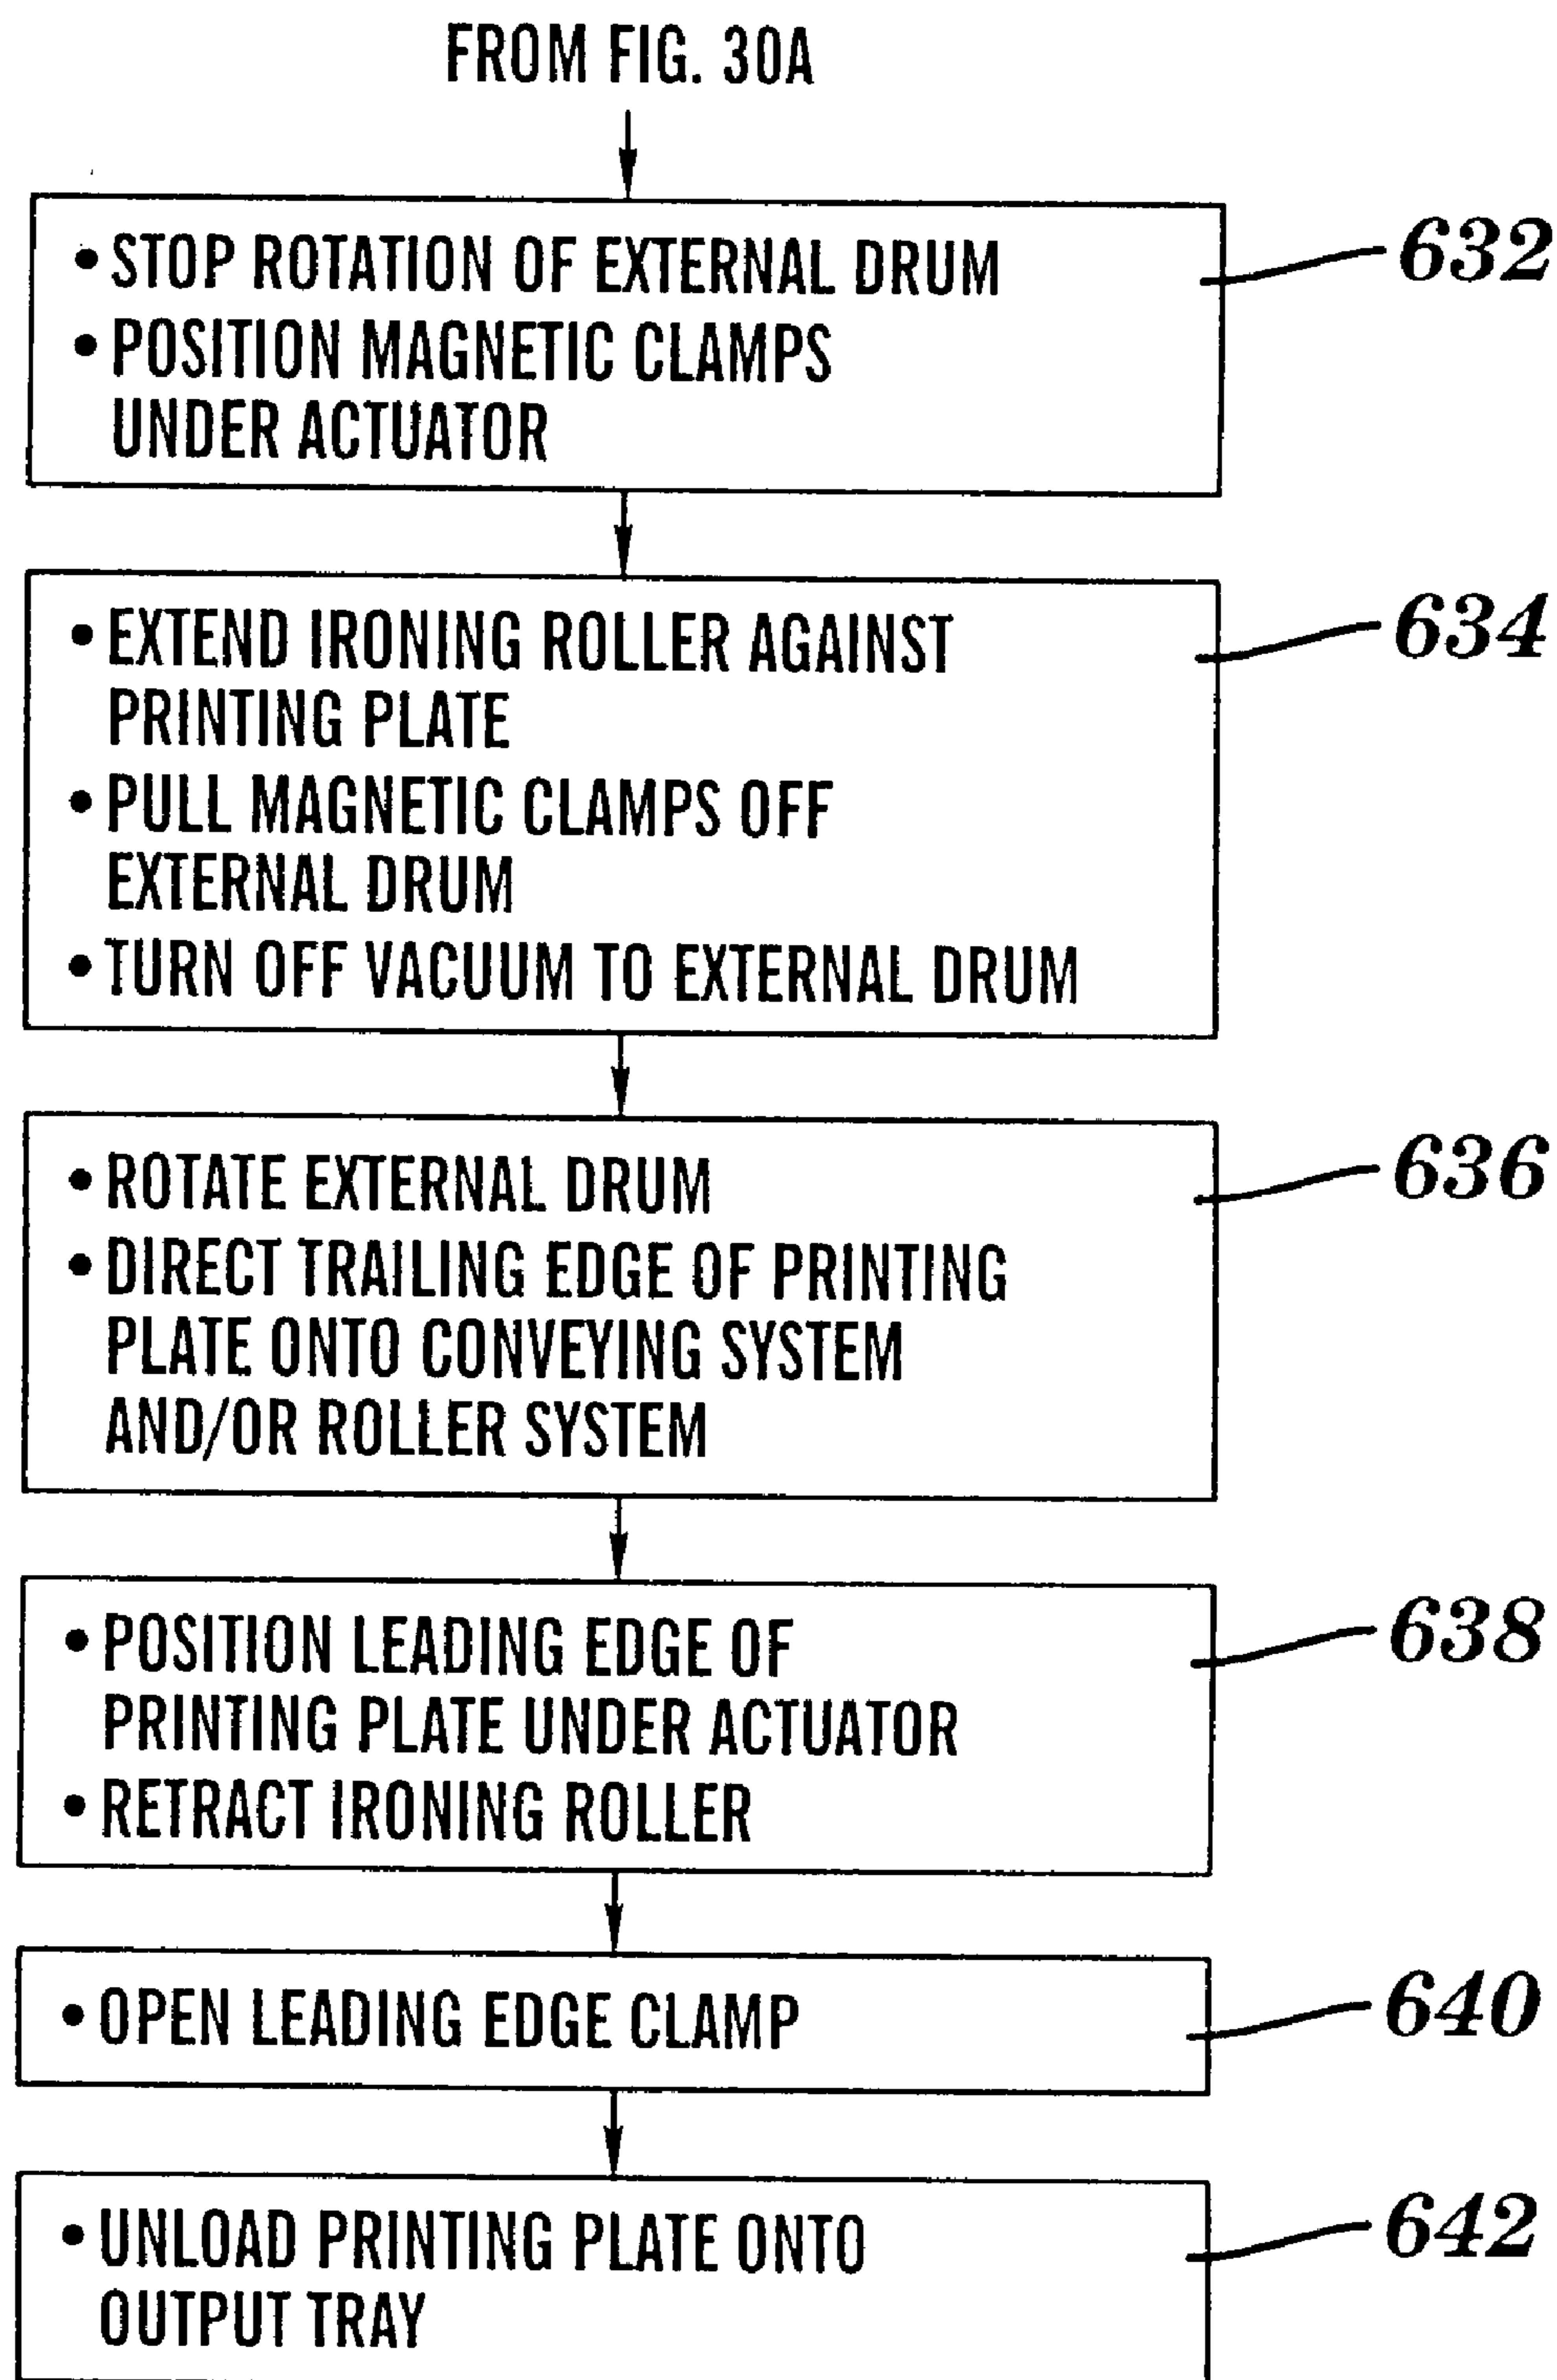 FROM FIG. 30A
• STOP ROTATION OF EXTERNAL DRUM
• POSITION MAGNETIC CLAMPS
UNDER ACTUATOR
632
• EXTEND IRONING ROLLER AGAINST
PRINTING PLATE
• PULL MAGNETIC CLAMPS OFF
EXTERNAL DRUM
• TURN OFF VACUUM TO EXTERNAL DRUM
634
• ROTATE EXTERNAL DRUM
• DIRECT TRAILING EDGE OF PRINTING
PLATE ONTO CONVEYING SYSTEM
AND/OR ROLLER SYSTEM
636
• POSITION LEADING EDGE OF
PRINTING PLATE UNDER ACTUATOR
• RETRACT IRONING ROLLER
638
• OPEN LEADING EDGE CLAMP
640
• UNLOAD PRINTING PLATE ONTO
OUTPUT TRAY
642